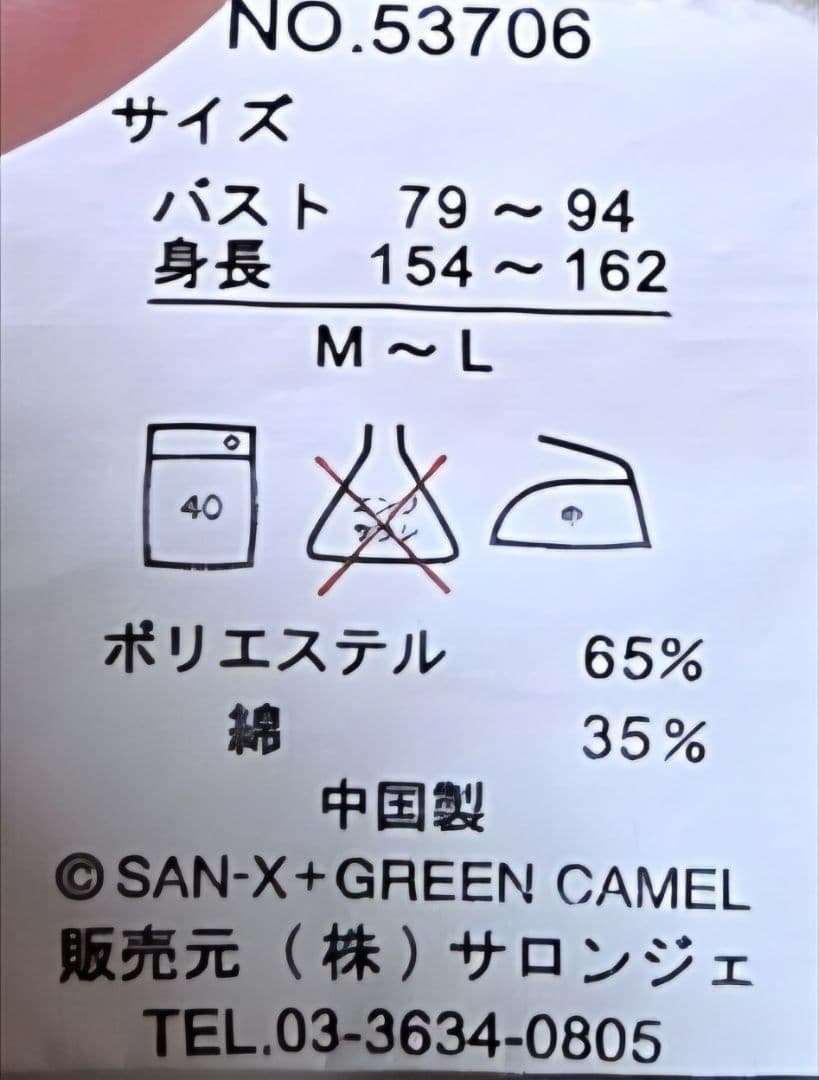 NO.53706
サイズ
バスト 79～94
身長 154～162
M～L
40 中
ポリエステル 65%
綿 35%
中国製
©SAN-X+GREEN CAMEL
販売元（株）サロンジェ
TEL.03-3634-0805